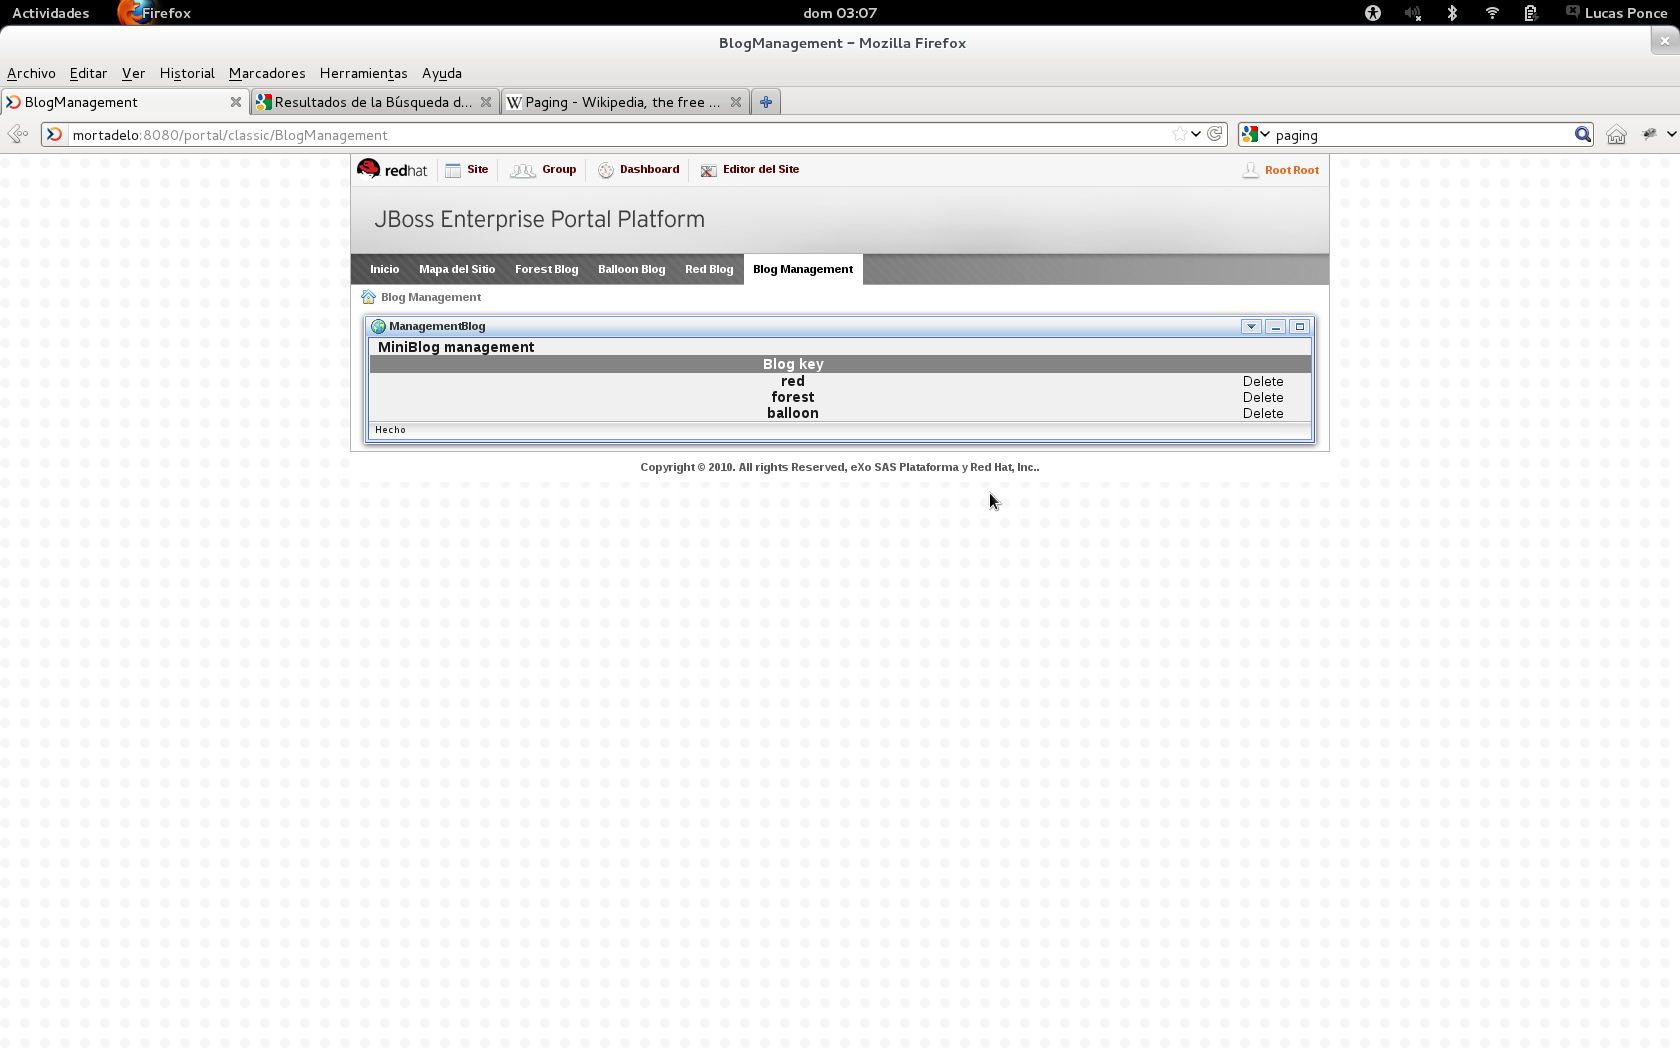 Actividades Firefox dom 03:07 Lucas Ponce
BlogManagement – Mozilla Firefox
Archivo Editar Ver Historial Marcadores Herramientas Ayuda
BlogManagement Resultados de la Búsqueda d... W Paging - Wikipedia, the free ...
mortadelo:8080/portal/classic/BlogManagement paging
redhat Site Group Dashboard Editor del Site Root Root
JBoss Enterprise Portal Platform
Inicio Mapa del Sitio Forest Blog Balloon Blog Red Blog Blog Management
Blog Management
ManagementBlog
MiniBlog management
Blog key
red Delete
forest Delete
balloon Delete
Hecho
Copyright © 2010. All rights Reserved, eXo SAS Plataforma y Red Hat, Inc..